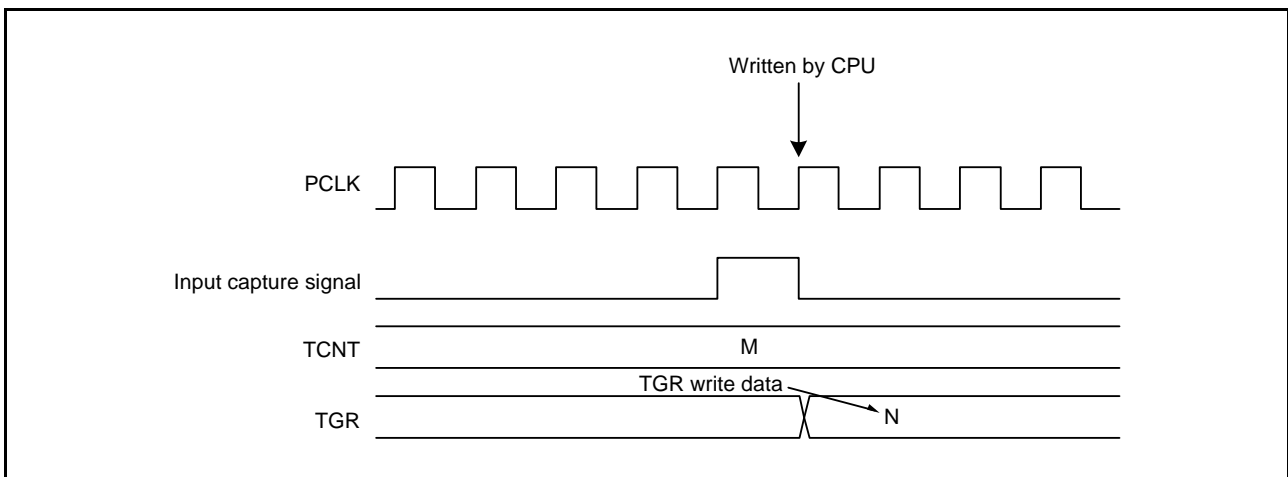 Written by CPU
PCLK
Input capture signal
TCNT
M
TGR write data
TGR
N